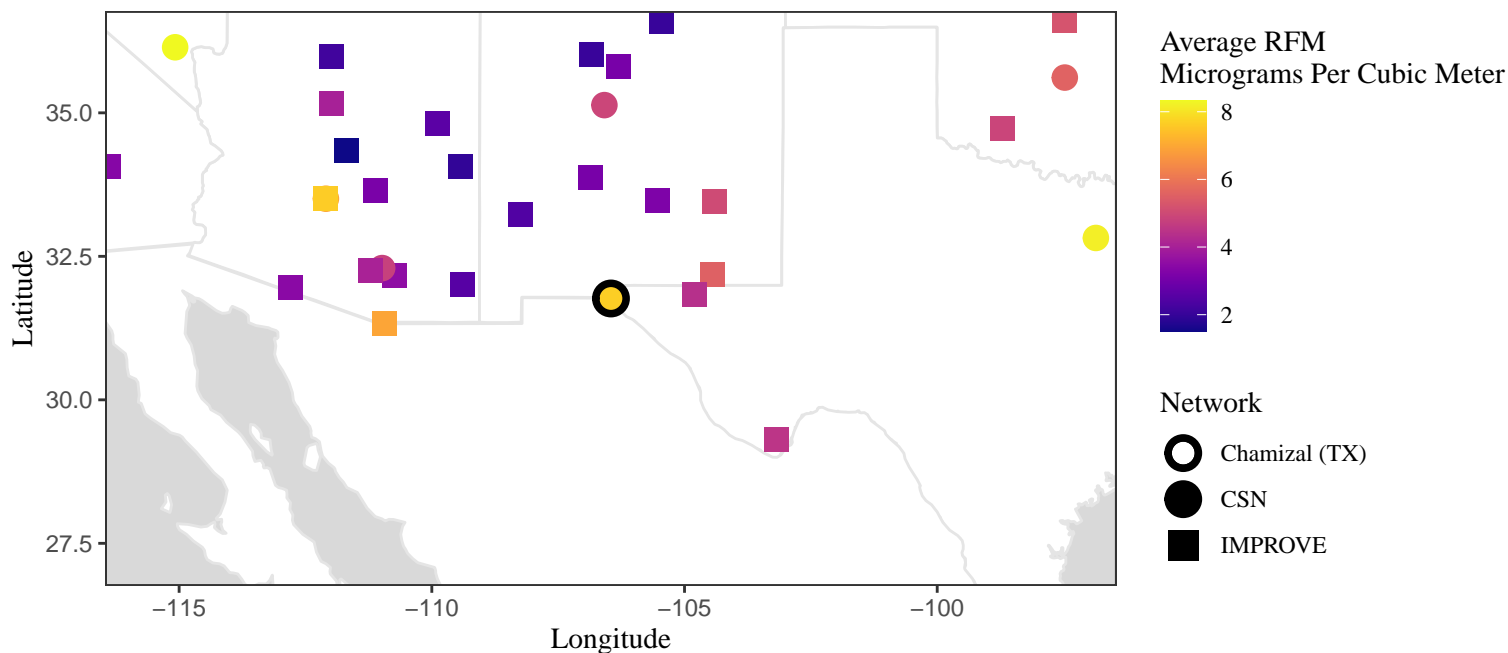 35.0
32.5
30.0
27.5
Latitude
−115
−110
−105
−100
Longitude
Average RFM
Micrograms Per Cubic Meter
8
6
4
2
Network
Chamizal (TX)
CSN
IMPROVE